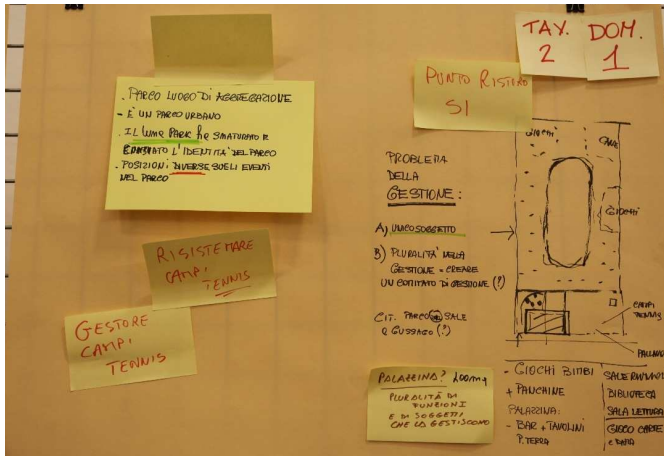 TAV.
2
DOM.
1
PUNTO RISTORO
SI
. PARCO LUOGO DI AGGREGAZIONE
- È UN PARCO URBANO
. IL LUNA PARK ha SNATURATO E
L'IDENTITÀ DEL PARCO
- POSIZIONI DIVERSE SUGLI EVENTI
NEL PARCO
RISISTEMARE
CAMPI
TENNIS
GESTORE
CAMPI
TENNIS
PROBLEMA
DELLA
GESTIONE:
A) UNICO SOGGETTO
B) PLURALITÀ NELLA
GESTIONE = CREARE
UN COMITATO DI GESTIONE (?)
CIT. PARCO SALE
GUSSAGO (?)
GIOCHI
CANI
GIOCHI
CAMPI
TENNIS
PALAZZINA? 200mq
PLURALITÀ DI
FUNZIONI
E DI SOGGETTI
CHE LA GESTISCONO
- GIOCHI BIMBI
+ PANCHINE
PALAZZINA:
- BAR + TAVOLINI
P. TERRA
SALE RIUNIONI
BIBLIOTECA
SALA LETTURA
GIOCO CARTE